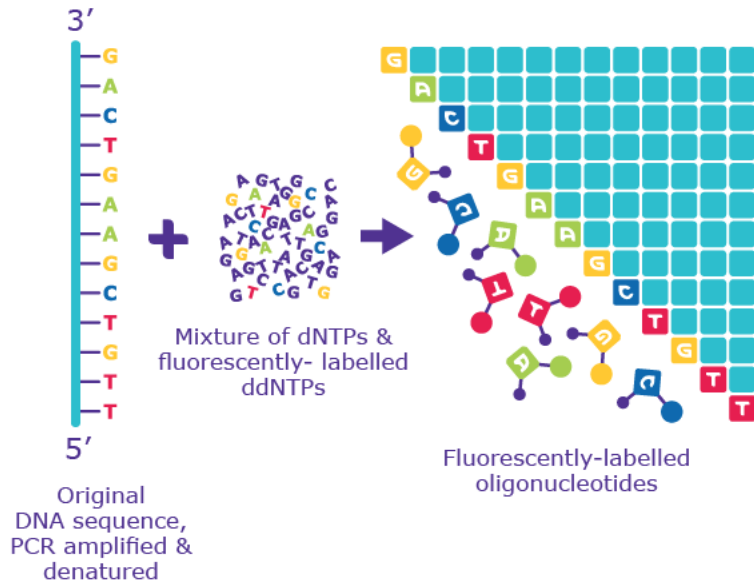 3′
G
A
C
T
G
A
A
G
C
T
G
T
T
5′
Original
DNA sequence,
PCR amplified &
denatured
Mixture of dNTPs &
fluorescently- labelled
ddNTPs
G
A
C
T
G
A
A
G
C
T
G
T
T
G
C
A
T
T
G
A
C
Fluorescently-labelled
oligonucleotides